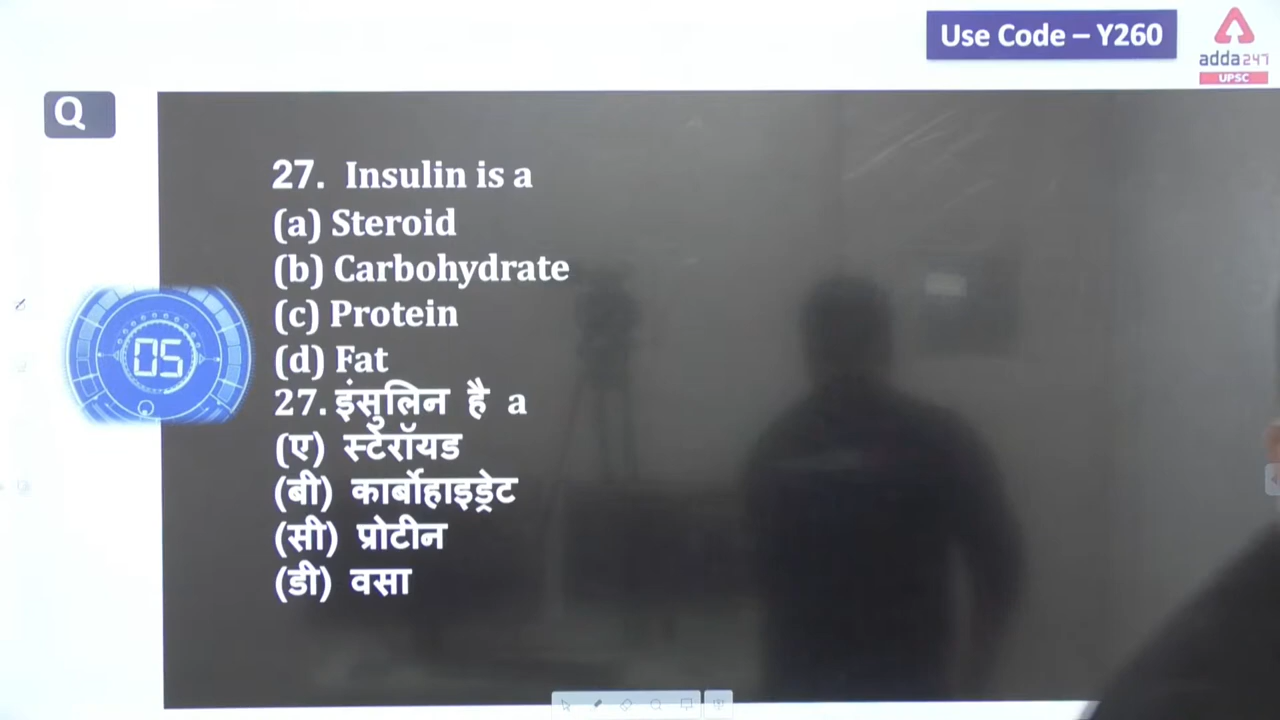 Use Code – Y260
adda247
UPSC
Q
27. Insulin is a
(a) Steroid
(b) Carbohydrate
(c) Protein
(d) Fat
05
27. इंसुलिन है a
(ए) स्टेरॉयड
(बी) कार्बोहाइड्रेट
(सी) प्रोटीन
(डी) वसा